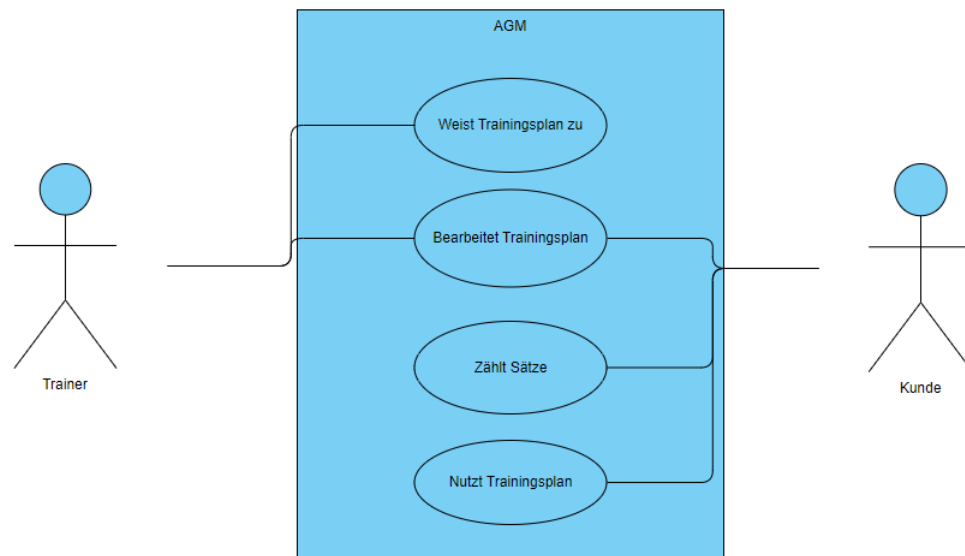 AGM
Weist Trainingsplan zu
Bearbeitet Trainingsplan
Zählt Sätze
Trainer
Kunde
Nutzt Trainingsplan